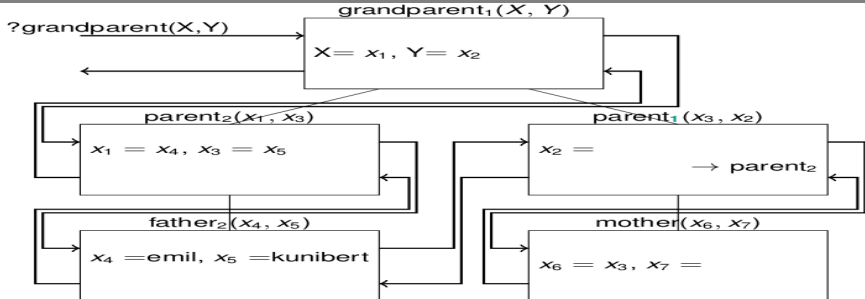 grandparent₁(X, Y)
?grandparent(X,Y)
X= x₁, Y= x₂
parent₂(x₁, x₃)
parent₁(x₃, x₂)
x₁ = x₄, x₃ = x₅
x₂ =
→ parent₂
father₂(x₄, x₅)
mother(x₆, x₇)
x₄ =emil, x₅ =kunibert
x₆ = x₃, x₇ =